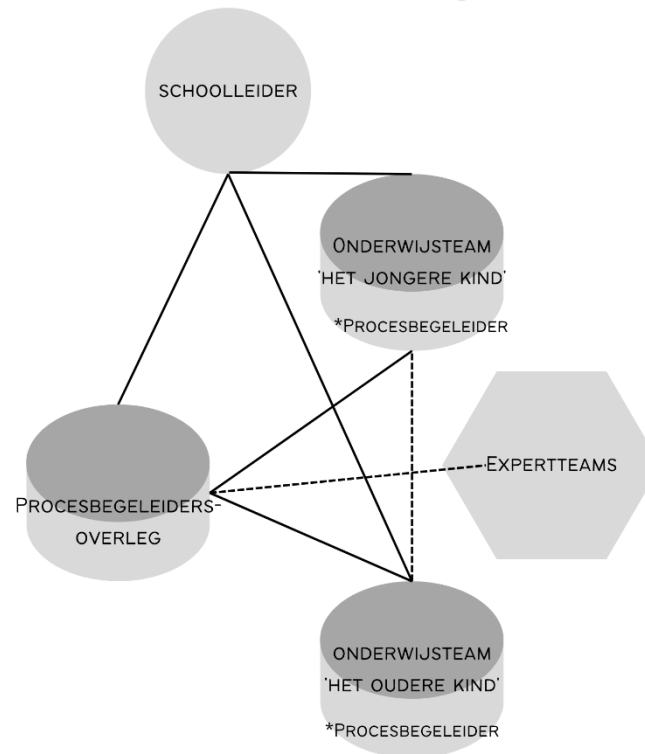 SCHOOLLEIDER
ONDERWIJSTEAM
'HET JONGERE KIND'
*PROCESBEGELEIDER
EXPERTTEAMS
PROCESBEGELEIDERS-
OVERLEG
ONDERWIJSTEAM
'HET OUDERE KIND'
*PROCESBEGELEIDER